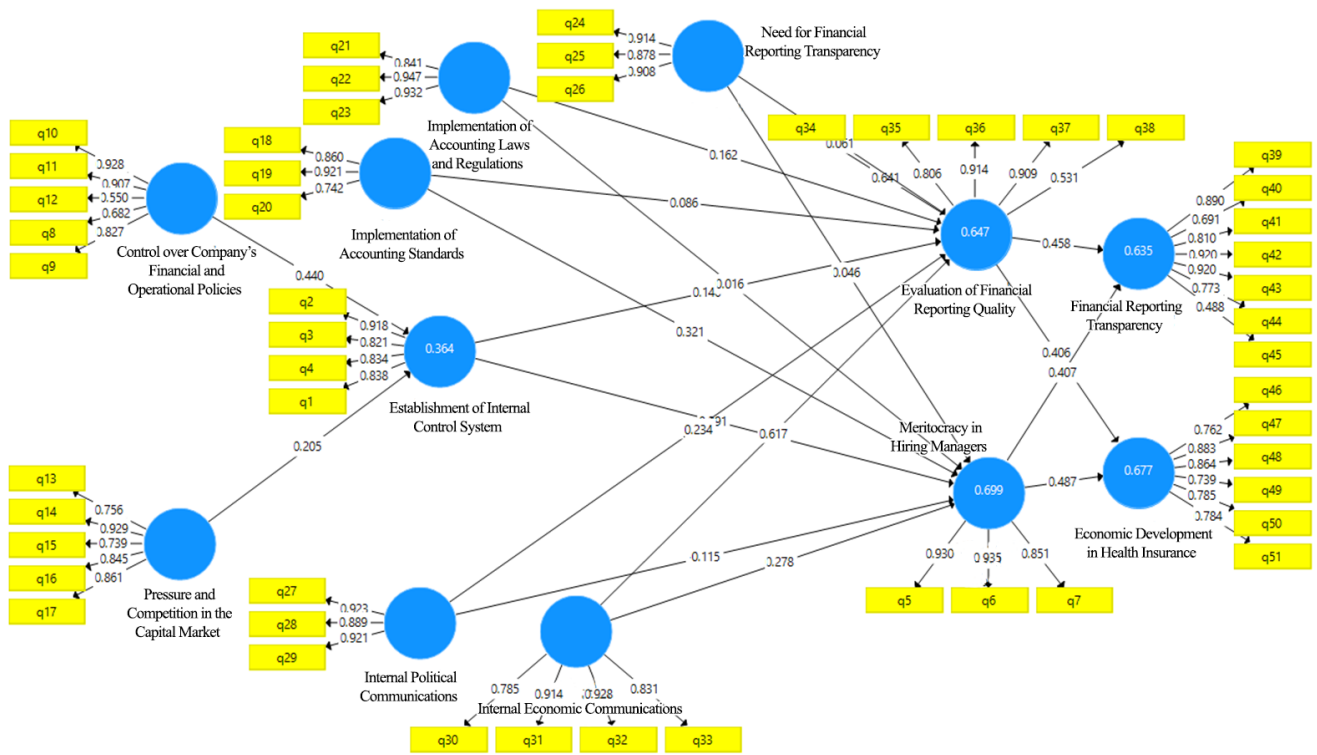 q24
q25
q26
0.914
0.878
0.908
Need for Financial
Reporting Transparency
q21
q22
q23
0.841
0.947
0.932
Implementation of
Accounting Laws
and Regulations
q18
q19
q20
0.860
0.921
0.742
Implementation of
Accounting Standards
q10
q11
q12
q8
q9
0.928
0.907
0.550
0.682
0.827
Control over Company's
Financial and
Operational Policies
0.440
q2
q3
q4
q1
0.918
0.821
0.834
0.838
0.364
Establishment of Internal
Control System
0.205
q13
q14
q15
q16
q17
0.756
0.929
0.739
0.845
0.861
Pressure and
Competition in the
Capital Market
q27
q28
q29
0.923
0.889
0.921
Internal Political
Communications
0.785
0.914
0.928
0.831
Internal Economic Communications
q30
q31
q32
q33
0.162
0.086
0.061
0.016
0.046
0.321
0.234
0.617
0.115
0.278
q34
q35
q36
q37
q38
0.641
0.806
0.914
0.909
0.531
0.647
Evaluation of Financial
Reporting Quality
0.458
0.406
0.407
0.487
Meritocracy in
Hiring Managers
0.699
0.930
0.935
0.851
q5
q6
q7
0.635
Financial Reporting
Transparency
0.890
0.691
0.810
0.920
0.920
0.773
0.488
q39
q40
q41
q42
q43
q44
q45
0.677
Economic Development
in Health Insurance
0.762
0.883
0.864
0.739
0.785
0.784
q46
q47
q48
q49
q50
q51